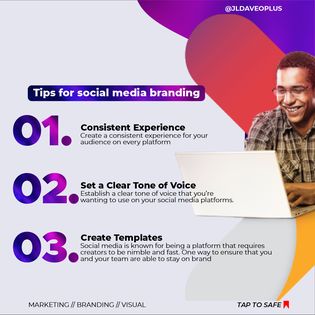 @JLDAVEOPLUS
Tips for social media branding
01.
Consistent Experience
Create a consistent experience for your
audience on every platform
02.
Set a Clear Tone of Voice
Establish a clear tone of voice that you're
wanting to use on your social media platforms.
03.
Create Templates
Social media is known for being a platform that requires
creators to be nimble and fast. One way to ensure that you
and your team are able to stay on brand
MARKETING // BRANDING // VISUAL
TAP TO SAFE